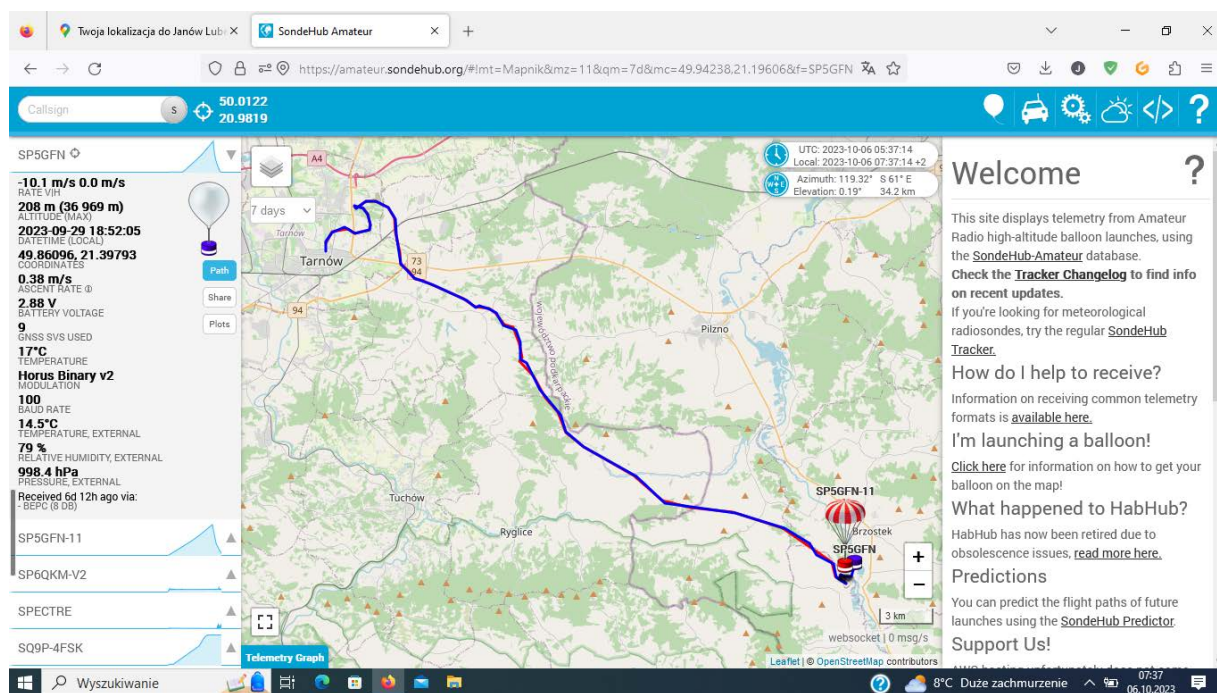 Twoja lokalizacja do Janów Lub
SondeHub Amateur
https://amateur.sondehub.org/#!mt=Mapnik&mz=11&qm=7d&mc=49.94238,21.19606&f=SP5GFN
Callsign
S
50.0122
20.9819
SP5GFN
-10.1 m/s 0.0 m/s
RATE V|H
208 m (36 969 m)
ALTITUDE (MAX)
2023-09-29 18:52:05
DATETIME (LOCAL)
49.86096, 21.39793
COORDINATES
0.38 m/s
ASCENT RATE
2.88 V
BATTERY VOLTAGE
9
GNSS SVS USED
17°C
TEMPERATURE
Horus Binary v2
MODULATION
100
BAUD RATE
14.5°C
TEMPERATURE, EXTERNAL
79 %
RELATIVE HUMIDITY, EXTERNAL
998.4 hPa
PRESSURE, EXTERNAL
Received 6d 12h ago via:
- BEPC (8 DB)
Path
Share
Plots
SP5GFN-11
SP6QKM-V2
SPECTRE
SQ9P-4FSK
7 days
UTC: 2023-10-06 05:37:14
Local: 2023-10-06 07:37:14 +2
N
W+E
S
Azimuth: 119.32° S 61° E
Elevation: 0.19° 34.2 km
A4
Tarnów
Tarnów
73
94
94
województwo podkarpackie
Pilzno
Tuchów
Ryglice
SP5GFN-11
Brzostek
SP5GFN
+
−
3 km
websocket | 0 msg/s
Telemetry Graph
Leaflet | © OpenStreetMap contributors
Welcome
?
This site displays telemetry from Amateur
Radio high-altitude balloon launches, using
the SondeHub-Amateur database.
Check the Tracker Changelog to find info
on recent updates.
If you're looking for meteorological
radiosondes, try the regular SondeHub
Tracker.
How do I help to receive?
Information on receiving common telemetry
formats is available here.
I'm launching a balloon!
Click here for information on how to get your
balloon on the map!
What happened to HabHub?
HabHub has now been retired due to
obsolescence issues, read more here.
Predictions
You can predict the flight paths of future
launches using the SondeHub Predictor.
Support Us!
Wyszukiwanie
8°C Duże zachmurzenie
07:37
06.10.2023